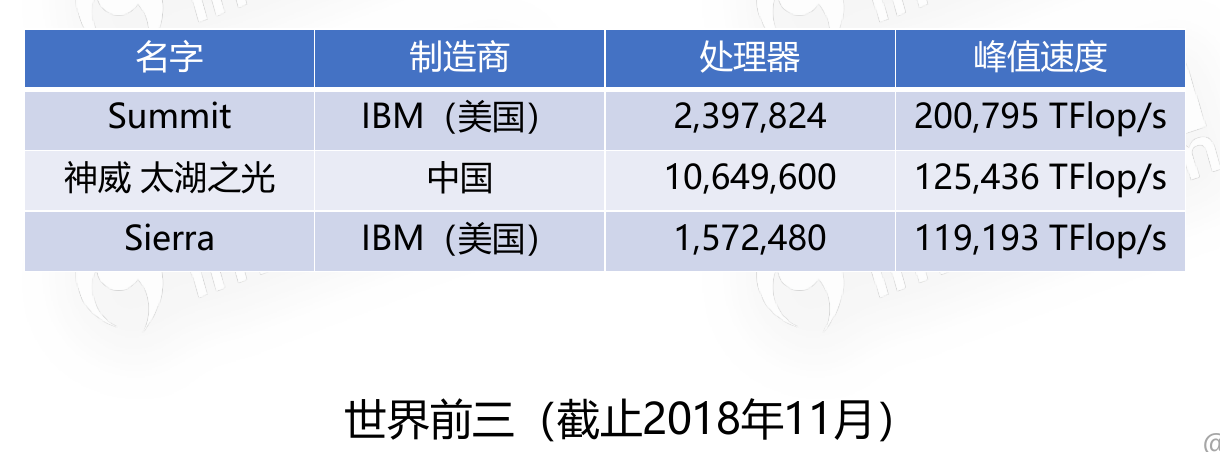 名字 制造商 处理器 峰值速度
Summit IBM（美国） 2,397,824 200,795 TFlop/s
神威 太湖之光 中国 10,649,600 125,436 TFlop/s
Sierra IBM（美国） 1,572,480 119,193 TFlop/s
世界前三（截止2018年11月）
@